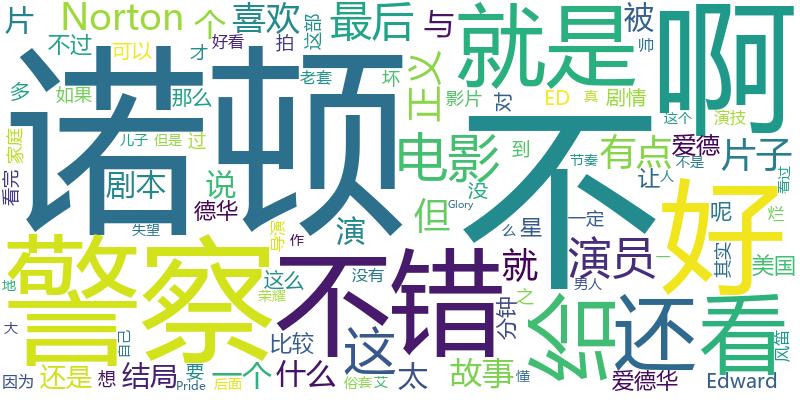 片 Norton 个 喜欢 最后 与 就是 被 啊
不过 可以 才 好看 拍 这部 帅
多 如果 那么 老套 坏 正义 影片 对 ED 真 剧情 这个 演技
诺顿 不 电影 有点 爱德 片子
家庭 儿子 但是 过 到 节奏 不是 看过
看完 剧本 说 没 让 人 好
德华 演 但 Glory 么 星 一定 呢 烂
失望 导演 作 其实 美国
警察 不错 就 演员 还 看
地 这么 没有 之 男人 一
荣耀 分钟 给 风笛
大 自己 比较 这
因为 还是 想 结局 要 一个 什么 太 故事 懂 爱德华 Edward
Pride 后面 俗套 艾